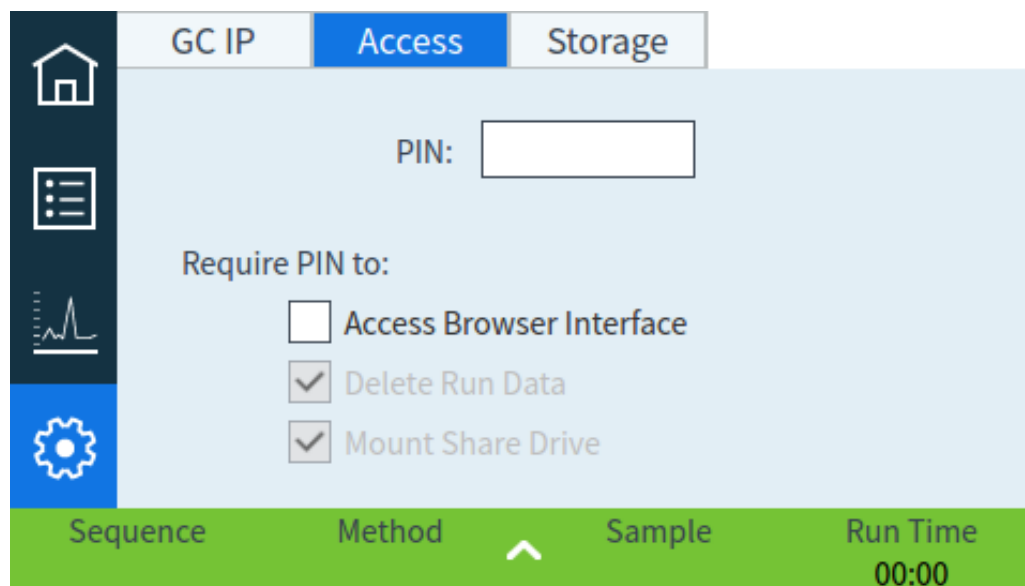 GC IP Access Storage
PIN:
Require PIN to:
Access Browser Interface
Delete Run Data
Mount Share Drive
Sequence Method Sample Run Time
00:00